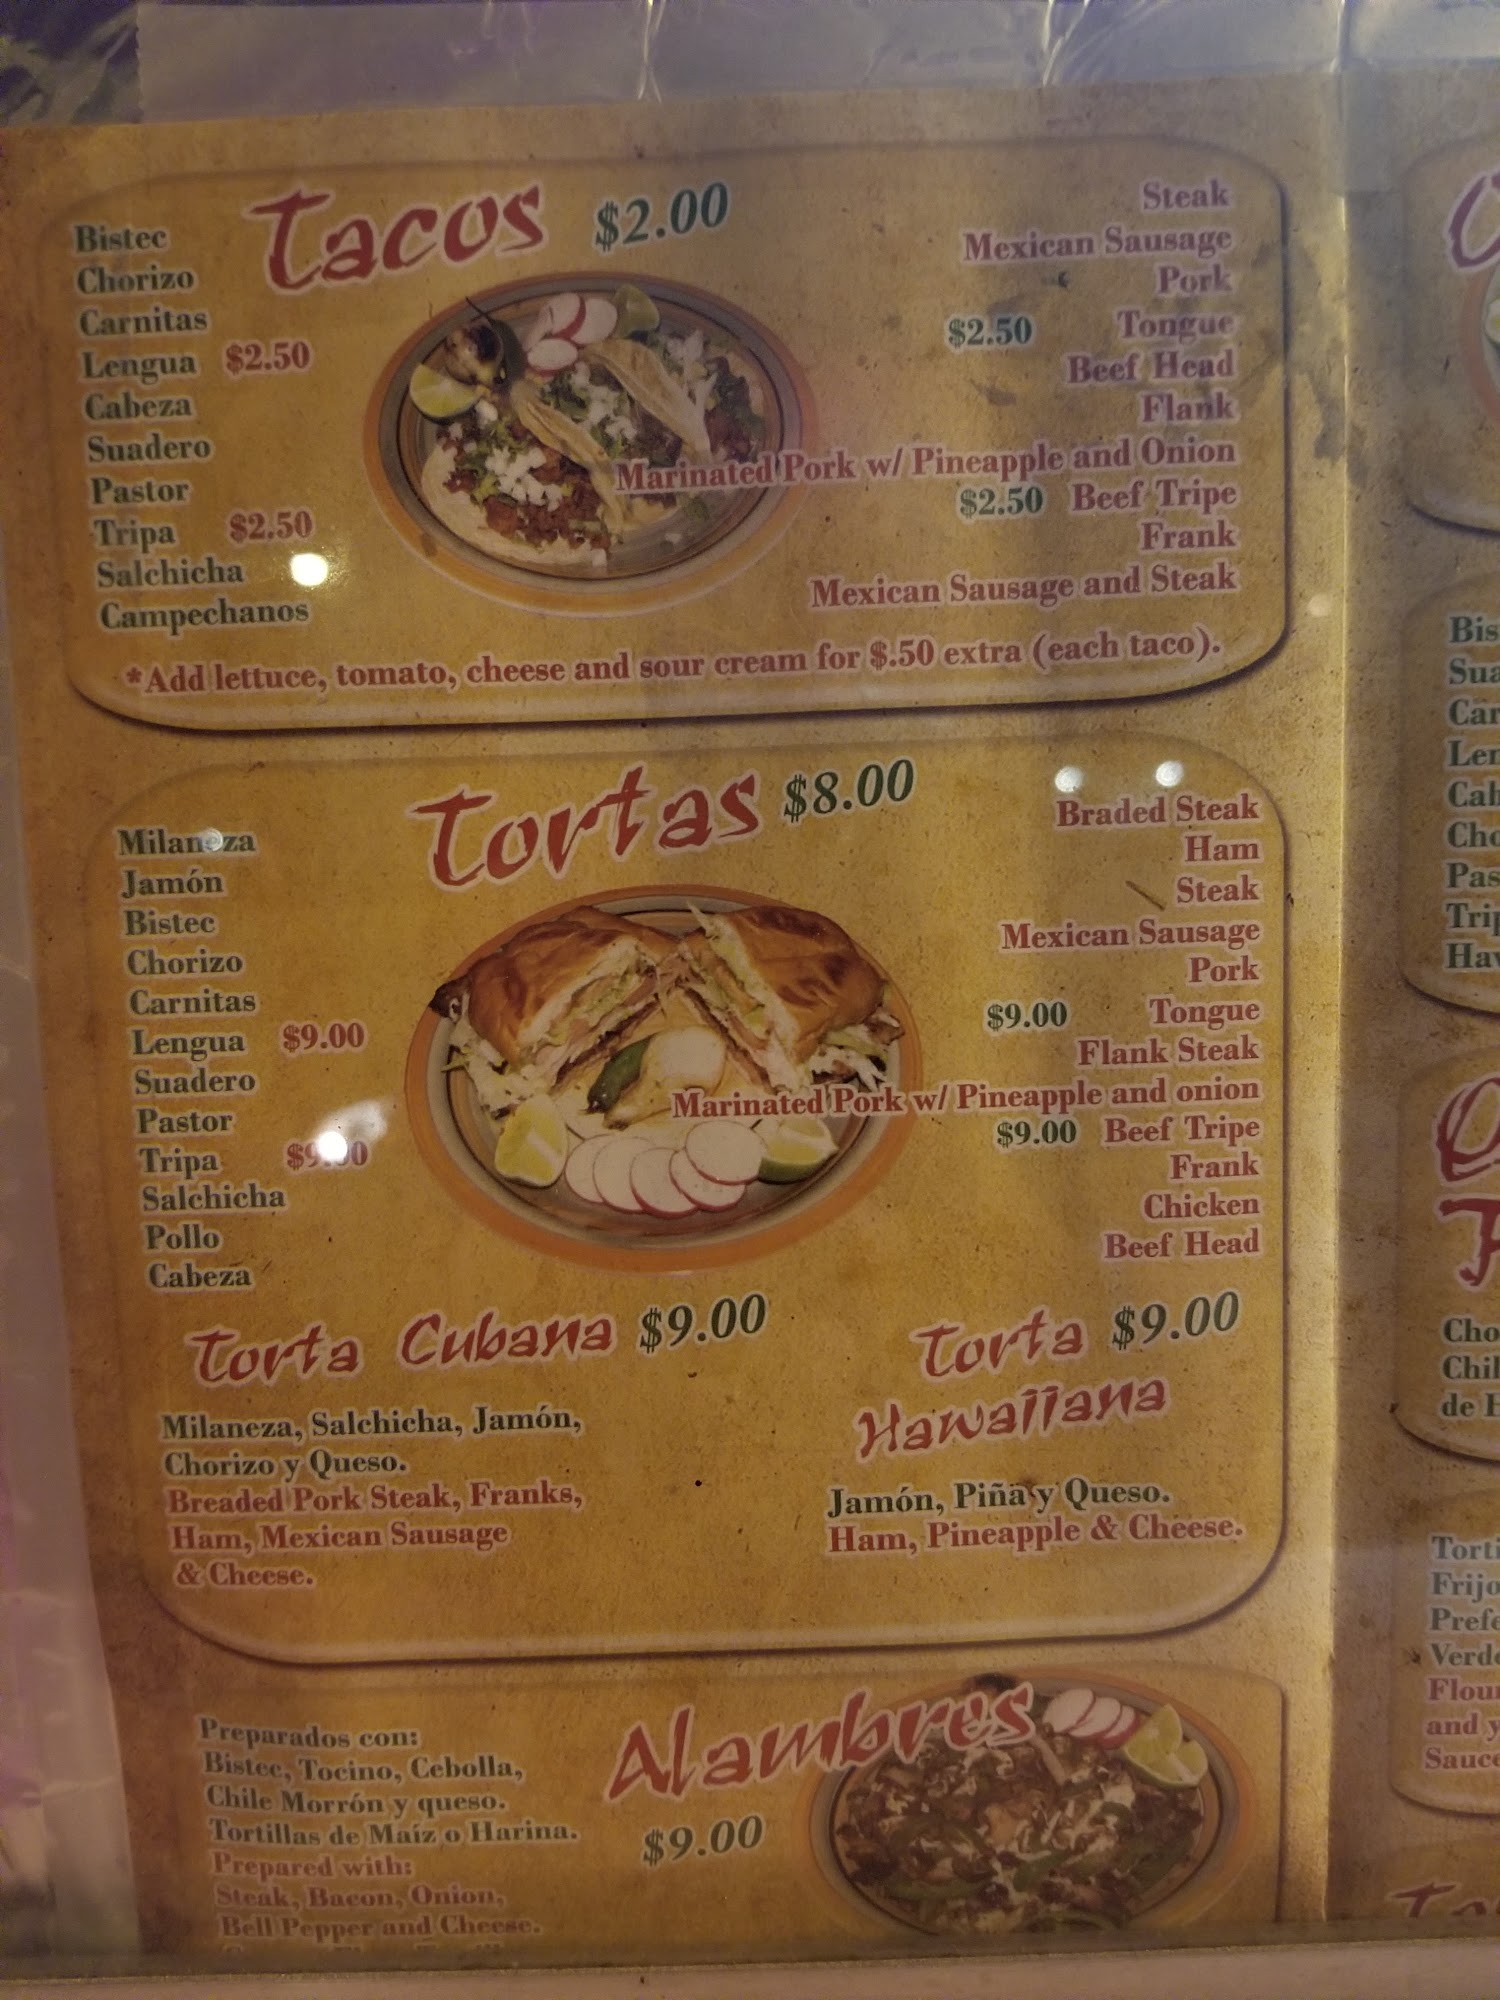 Tacos $2.00
Bistec
Chorizo
Carnitas
Lengua $2.50
Cabeza
Suadero
Pastor
Tripa $2.50
Salchicha
Campechanos
Steak
Mexican Sausage
Pork
$2.50 Tongue
Beef Head
Flank
Marinated Pork w/ Pineapple and Onion
$2.50 Beef Tripe
Frank
Mexican Sausage and Steak
*Add lettuce, tomato, cheese and sour cream for $.50 extra (each taco).
Tortas $8.00
Milaneza
Jamón
Bistec
Chorizo
Carnitas
Lengua $9.00
Suadero
Pastor
Tripa $9.00
Salchicha
Pollo
Cabeza
Braded Steak
Ham
Steak
Mexican Sausage
Pork
$9.00 Tongue
Flank Steak
Marinated Pork w/ Pineapple and onion
$9.00 Beef Tripe
Frank
Chicken
Beef Head
Torta Cubana $9.00
Milaneza, Salchicha, Jamón,
Chorizo y Queso.
Breaded Pork Steak, Franks,
Ham, Mexican Sausage
& Cheese.
Torta $9.00
Hawaiiana
Jamón, Piña y Queso.
Ham, Pineapple & Cheese.
Alambres
$9.00
Preparados con:
Bistec, Tocino, Cebolla,
Chile Morrón y queso.
Tortillas de Maíz o Harina.
Prepared with:
Steak, Bacon, Onion,
Bell Pepper and Cheese.
de
and
Sauce